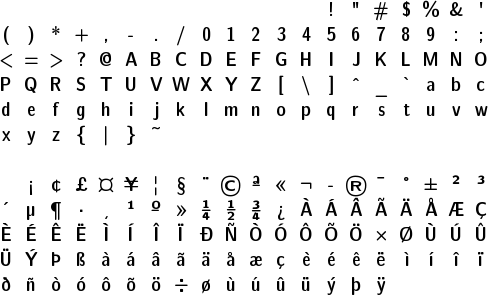 ! " # $ % & '
( ) * + , - . / 0 1 2 3 4 5 6 7 8 9 : ;
< = > ? @ A B C D E F G H I J K L M N O
P Q R S T U V W X Y Z [ \ ] ^ _ ` a b c
d e f g h i j k l m n o p q r s t u v w
x y z { | } ~
¡ ¢ £ ¤ ¥ ¦ § ¨ © ª « ¬ - ® ¯ ° ± ² ³
´ µ ¶ · ¸ ¹ º » ¼ ½ ¾ ¿ À Á Â Ã Ä Å Æ Ç
È É Ê Ë Ì Í Î Ï Ð Ñ Ò Ó Ô Õ Ö × Ø Ù Ú Û
Ü Ý Þ ß à á â ã ä å æ ç è é ê ë ì í î ï
ð ñ ò ó ô õ ö ÷ ø ù ú û ü ý þ ÿ